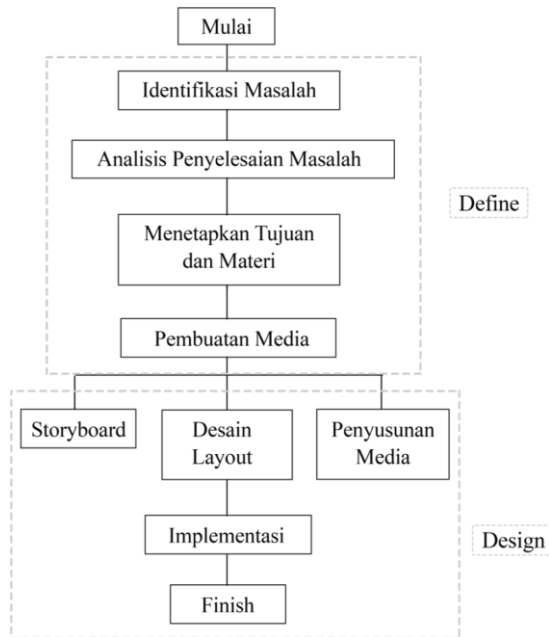 Mulai
Identifikasi Masalah
Analisis Penyelesaian Masalah
Define
Menetapkan Tujuan
dan Materi
Pembuatan Media
Storyboard
Desain
Layout
Penyusunan
Media
Implementasi
Design
Finish